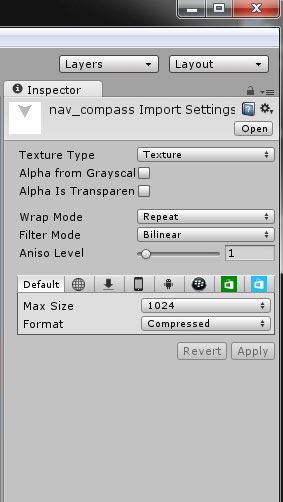 Layers Layout
Inspector
nav_compass Import Settings
Open
Texture Type Texture
Alpha from Grayscal
Alpha Is Transparen
Wrap Mode Repeat
Filter Mode Bilinear
Aniso Level 1
Default
Max Size 1024
Format Compressed
Revert Apply